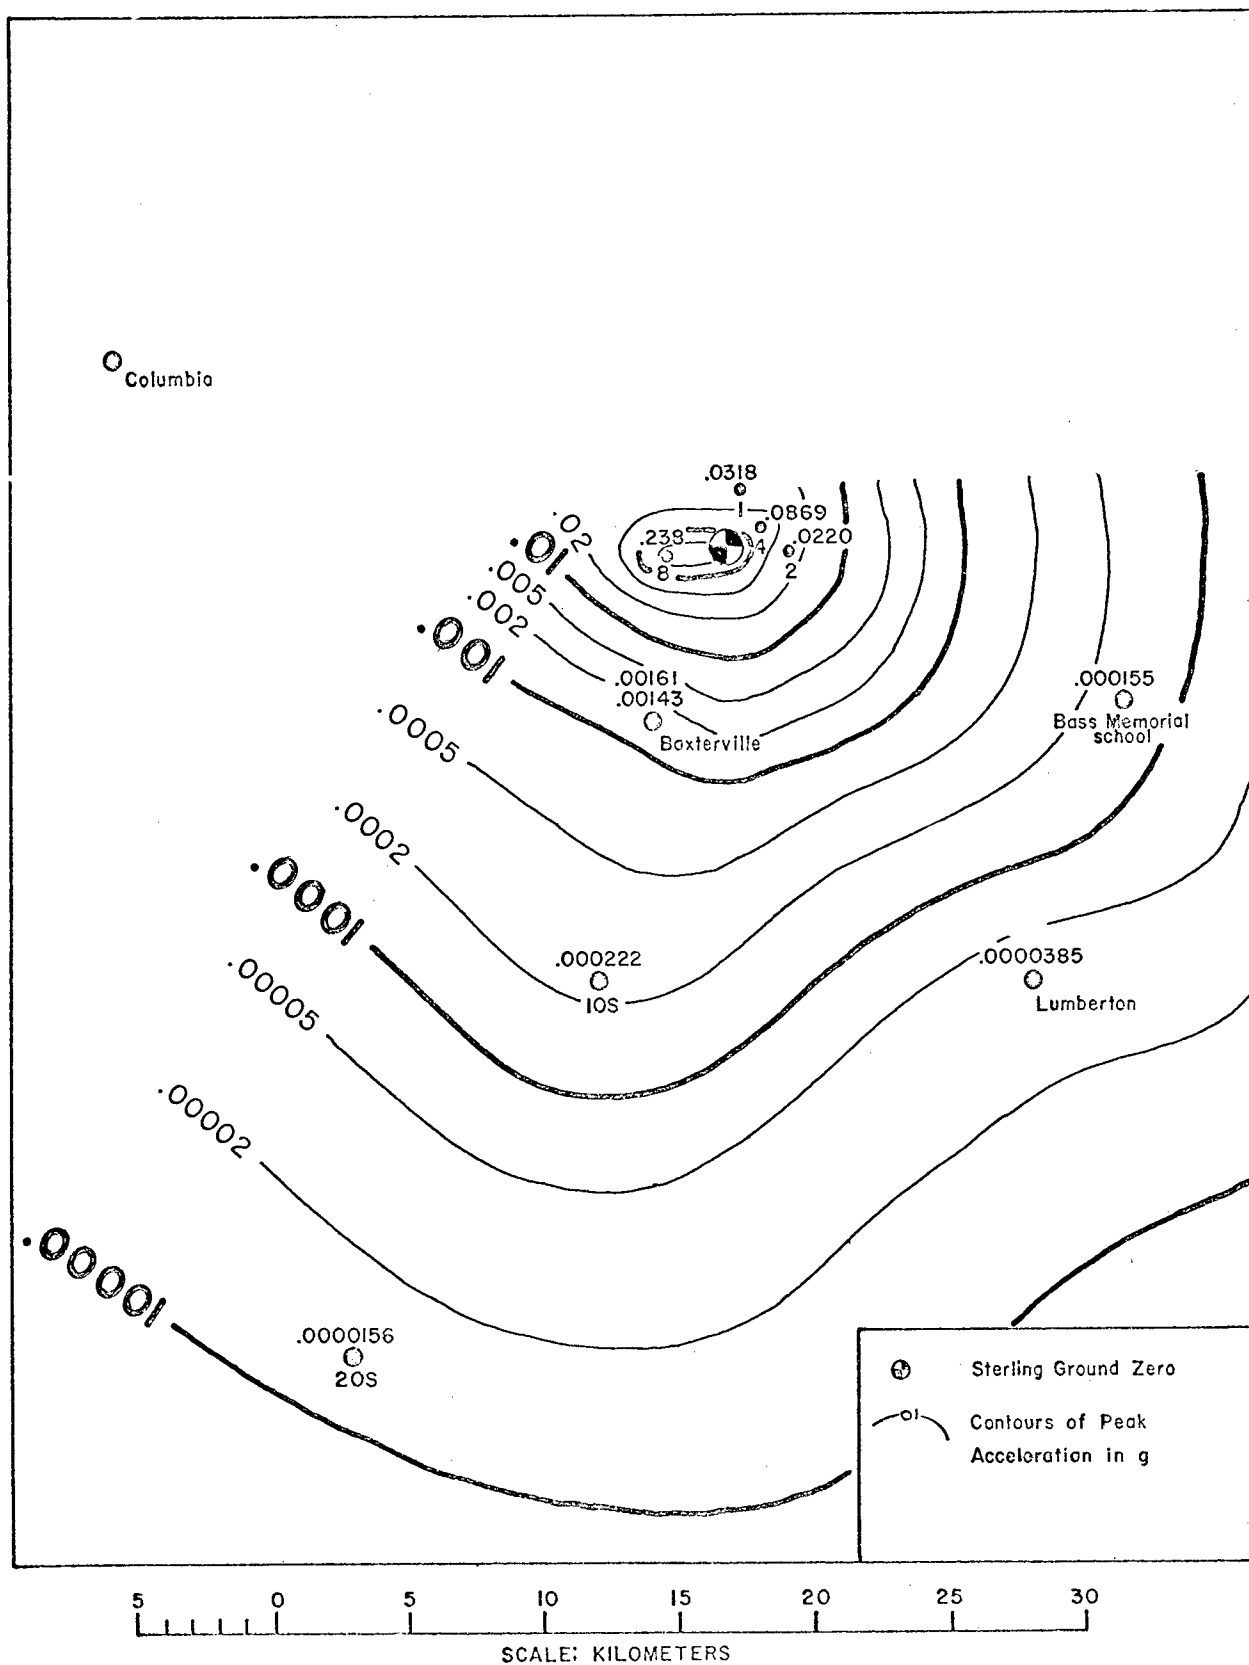 Columbia
.0318
1
.0869
4
.0220
2
.238
8
.02
.01
.005
.002
.001
.00161
.00143
Baxterville
.000155
Bass Memorial
school
.0005
.0002
.0001
.000222
10S
.0000385
Lumberton
.00005
.00002
.00001
.0000156
20S
Sterling Ground Zero
.01
Contours of Peak
Acceleration in g
5 0 5 10 15 20 25 30
SCALE: KILOMETERS